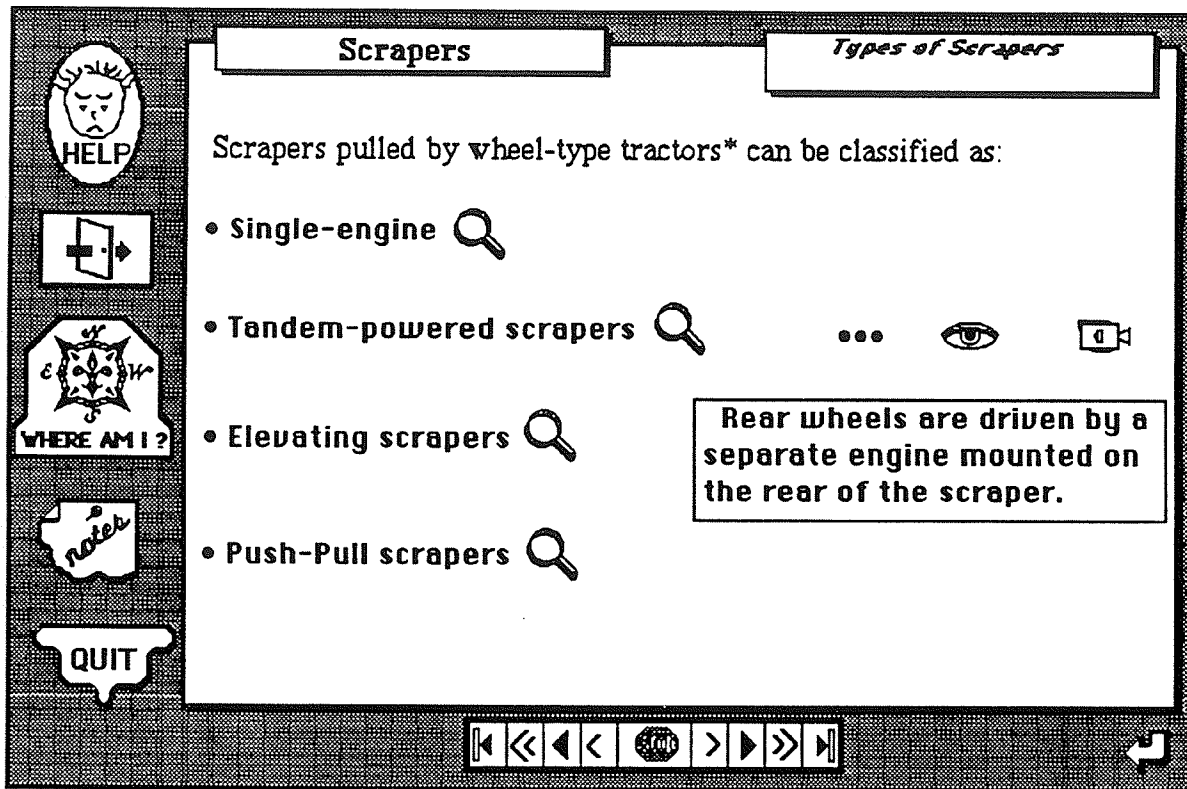 Scrapers
Types of Scrapers
HELP
Scrapers pulled by wheel-type tractors* can be classified as:
• Single-engine
• Tandem-powered scrapers
•••
N
E W
S
WHERE AM I ?
• Elevating scrapers
Rear wheels are driven by a
separate engine mounted on
the rear of the scraper.
notes
• Push-Pull scrapers
QUIT